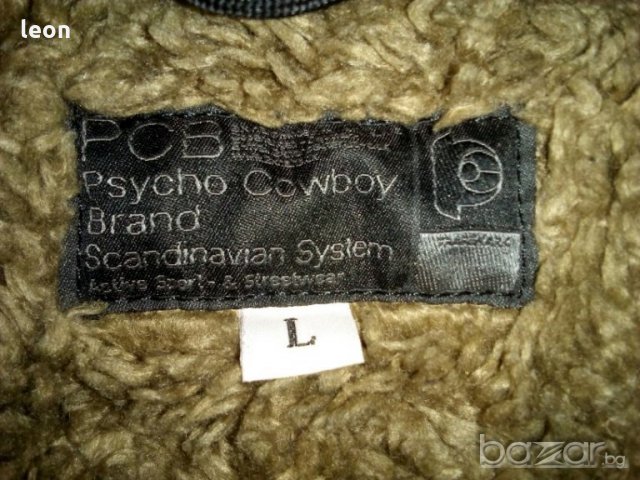 leon
PCB
Psycho Cowboy
Brand
Scandinavian System
Active Sport- & Streetwear
L
bazar.bg